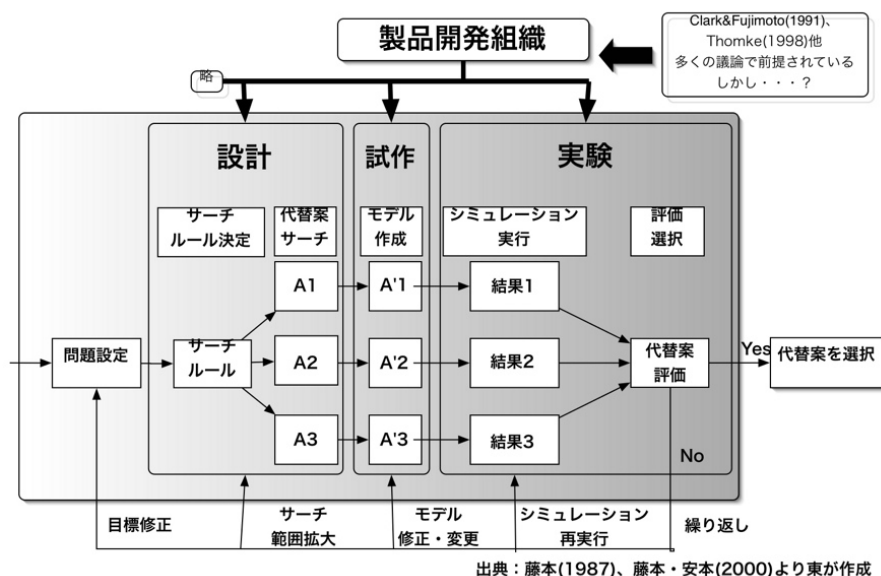 製品開発組織
Clark&Fujimoto(1991)、
Thomke(1998)他
多くの議論で前提されている
しかし・・・？
略
設計
試作
実験
サーチ
ルール決定
代替案
サーチ
モデル
作成
シミュレーション
実行
評価
選択
A1
A'1
結果1
問題設定
サーチ
ルール
A2
A'2
結果2
代替案
評価
Yes
代替案を選択
A3
A'3
結果3
No
目標修正
サーチ
範囲拡大
モデル
修正・変更
シミュレーション
再実行
繰り返し
出典：藤本(1987)、藤本・安本(2000)より東が作成